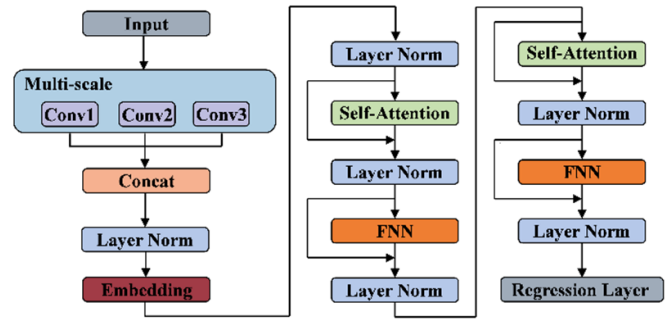 Input
Multi-scale
Conv1 Conv2 Conv3
Concat
Layer Norm
Embedding
Layer Norm
Self-Attention
Layer Norm
FNN
Layer Norm
Self-Attention
Layer Norm
FNN
Layer Norm
Regression Layer